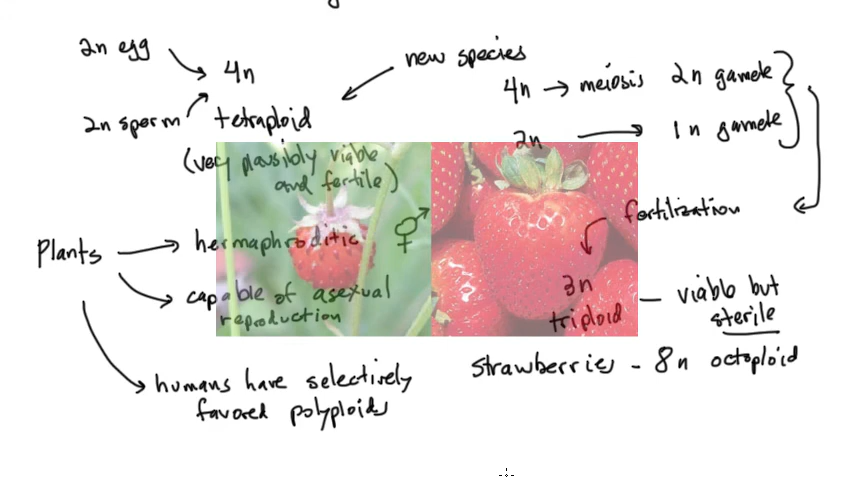 2n egg
4n
new species
2n sperm
tetraploid
(very plausibly viable
and fertile)
4n → meiosis 2n gamete
2n → 1n gamete
fertilization
3n
triploid — viable but
sterile
Plants → hermaphroditic
capable of asexual
reproduction
humans have selectively
favored polyploids
strawberries - 8n octoploid